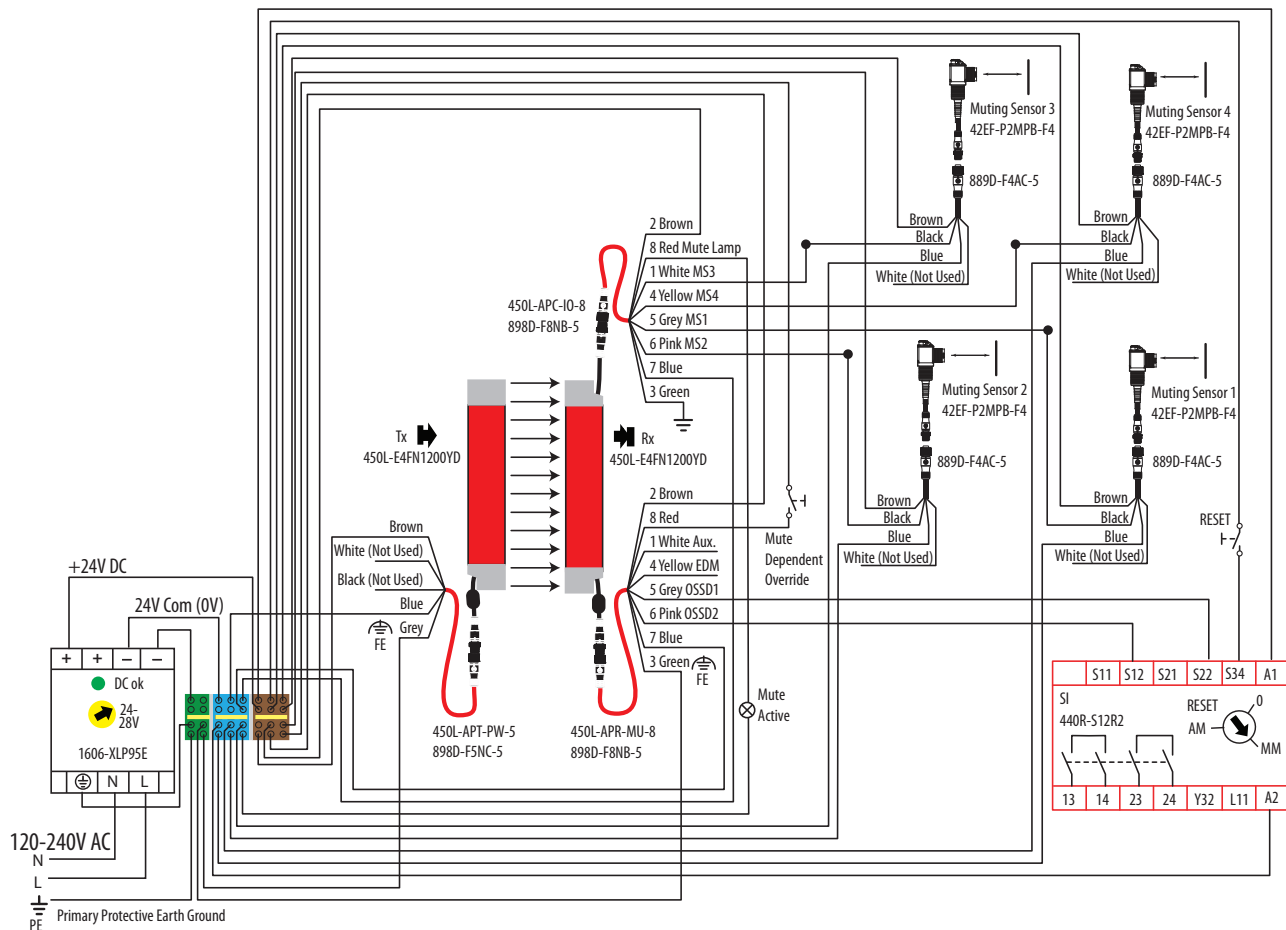 Muting Sensor 3
42EF-P2MPB-F4
889D-F4AC-5
Brown
Black
Blue
White (Not Used)
Muting Sensor 4
42EF-P2MPB-F4
889D-F4AC-5
Brown
Black
Blue
White (Not Used)
2 Brown
8 Red Mute Lamp
1 White MS3
4 Yellow MS4
5 Grey MS1
6 Pink MS2
7 Blue
3 Green
450L-APC-IO-8
898D-F8NB-5
Muting Sensor 2
42EF-P2MPB-F4
889D-F4AC-5
Brown
Black
Blue
White (Not Used)
Muting Sensor 1
42EF-P2MPB-F4
889D-F4AC-5
Brown
Black
Blue
White (Not Used)
Tx
450L-E4FN1200YD
Rx
450L-E4FN1200YD
2 Brown
8 Red
1 White Aux.
4 Yellow EDM
5 Grey OSSD1
6 Pink OSSD2
7 Blue
3 Green
FE
Mute
Dependent
Override
RESET
Brown
White (Not Used)
Black (Not Used)
Blue
Grey
FE
+24V DC
24V Com (0V)
+ + – –
DC ok
24-
28V
1606-XLP95E
N L
450L-APT-PW-5
898D-F5NC-5
450L-APR-MU-8
898D-F8NB-5
Mute
Active
S11 S12 S21 S22 S34 A1
SI
440R-S12R2
RESET
0
AM
MM
13 14 23 24 Y32 L11 A2
120-240V AC
N
L
PE
Primary Protective Earth Ground